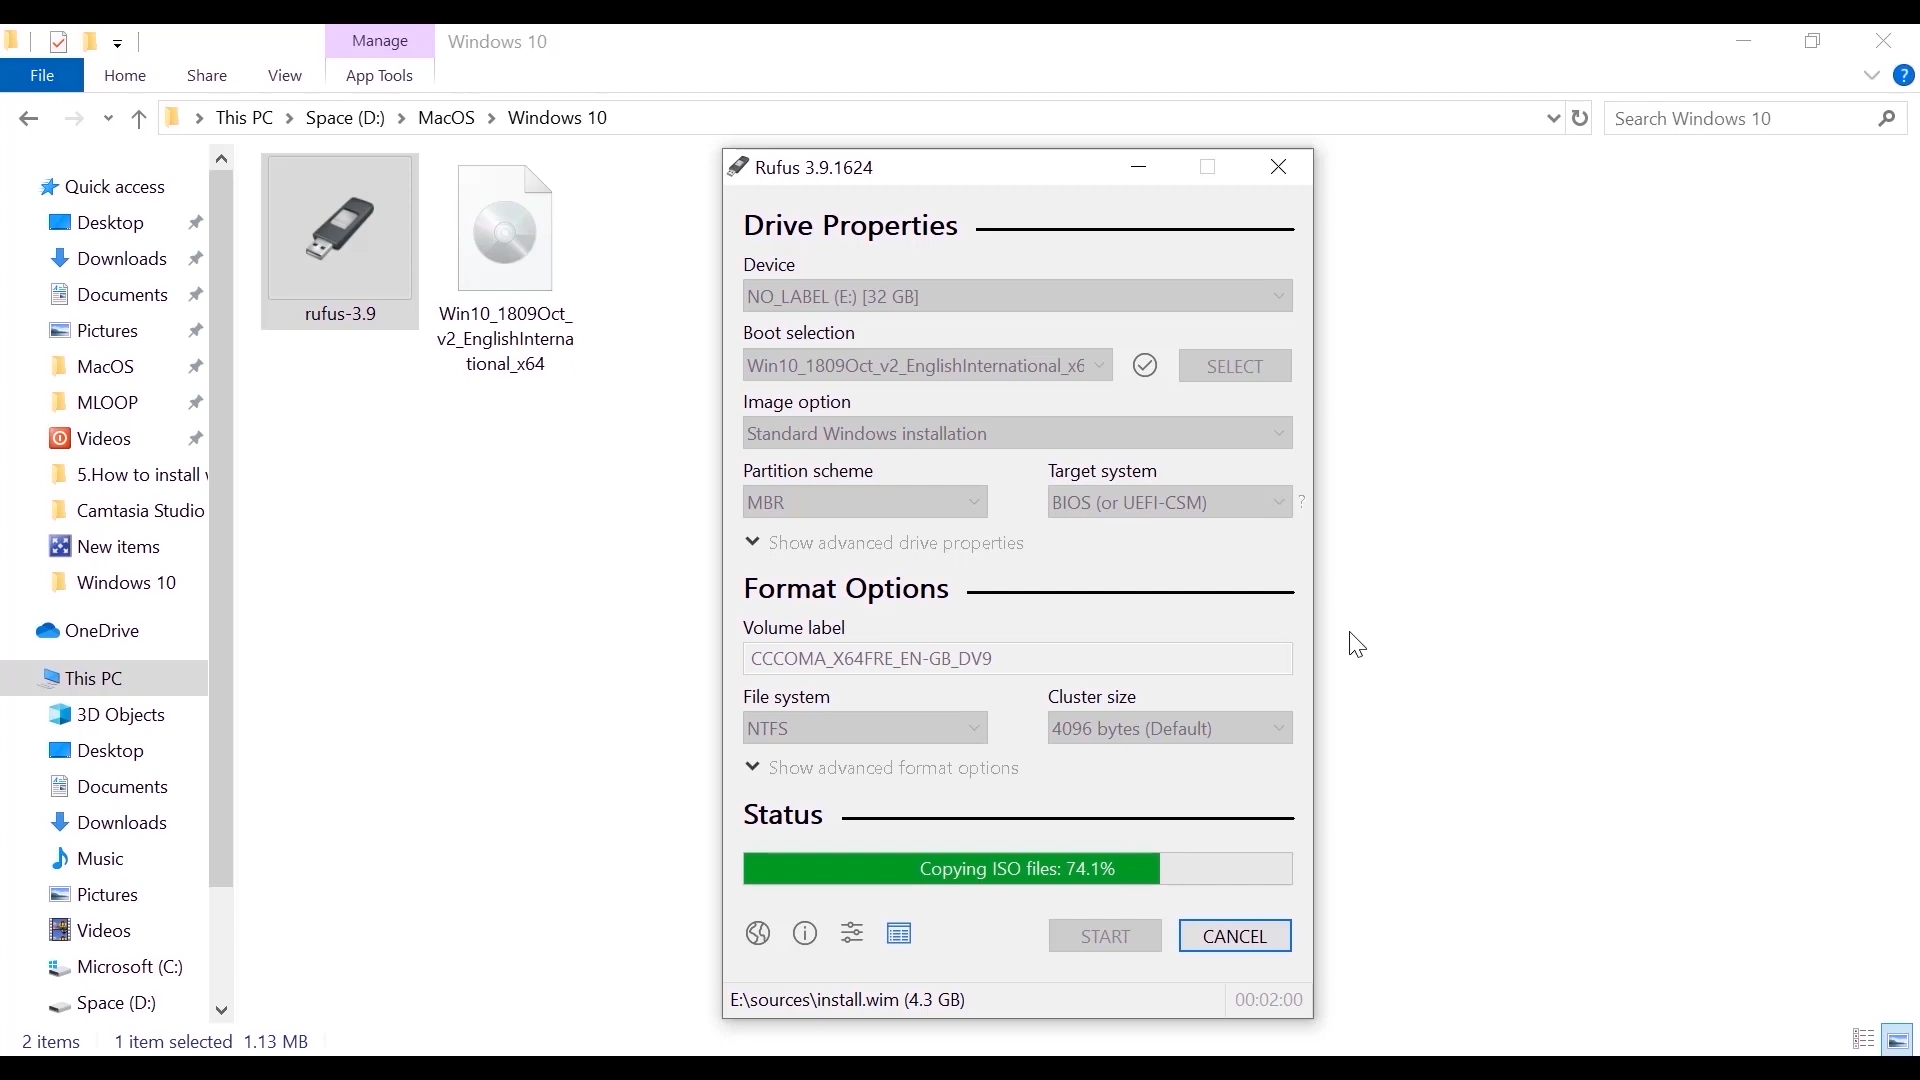 Manage
Windows 10
File
Home
Share
View
App Tools
?
This PC
Space (D:)
MacOS
Windows 10
Search Windows 10
Quick access
Desktop
Downloads
Documents
Pictures
MacOS
MLOOP
Videos
5.How to install
Camtasia Studio
New items
Windows 10
OneDrive
This PC
3D Objects
Desktop
Documents
Downloads
Music
Pictures
Videos
Microsoft (C:)
Space (D:)
rufus-3.9
Win10_1809Oct_
v2_EnglishInterna
tional_x64
Rufus 3.9.1624
Drive Properties
Device
NO_LABEL (E:) [32 GB]
Boot selection
Win10_1809Oct_v2_EnglishInternational_x6
SELECT
Image option
Standard Windows installation
Partition scheme
Target system
MBR
BIOS (or UEFI-CSM)
?
Show advanced drive properties
Format Options
Volume label
CCCOMA_X64FRE_EN-GB_DV9
File system
Cluster size
NTFS
4096 bytes (Default)
Show advanced format options
Status
Copying ISO files: 74.1%
START
CANCEL
E:\sources\install.wim (4.3 GB)
00:02:00
2 items
1 item selected 1.13 MB